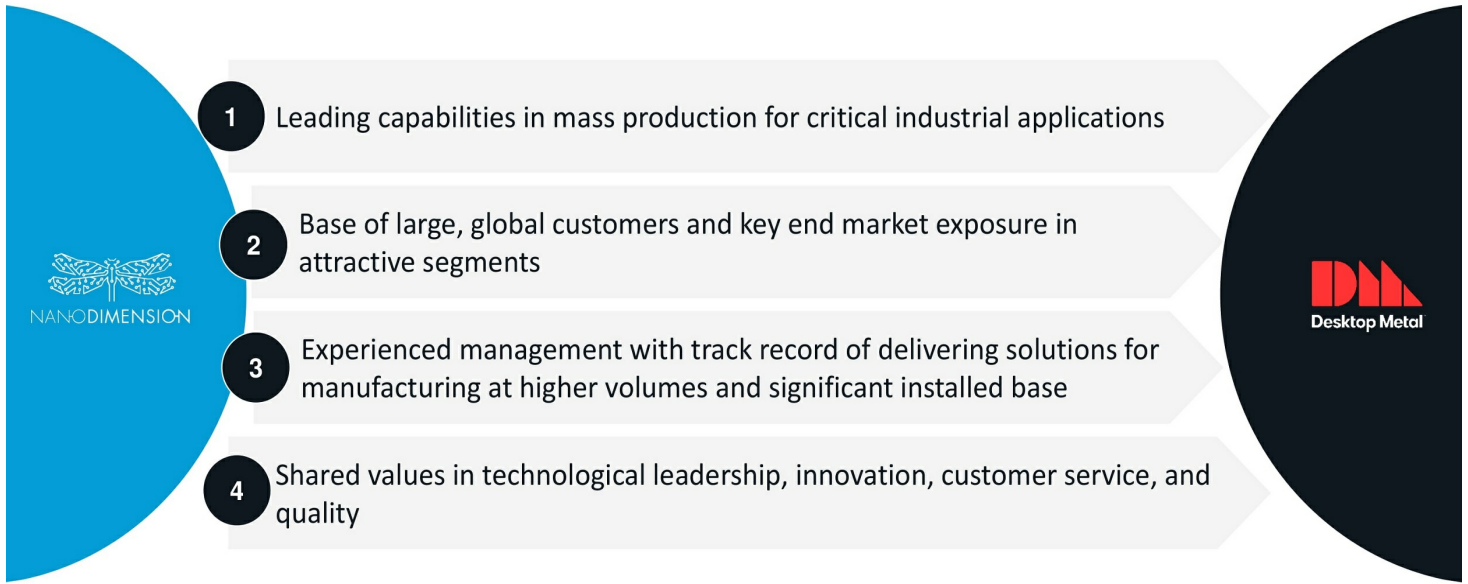 NANODIMENSION
1
Leading capabilities in mass production for critical industrial applications
2
Base of large, global customers and key end market exposure in
attractive segments
3
Experienced management with track record of delivering solutions for
manufacturing at higher volumes and significant installed base
4
Shared values in technological leadership, innovation, customer service, and
quality
DM
Desktop Metal